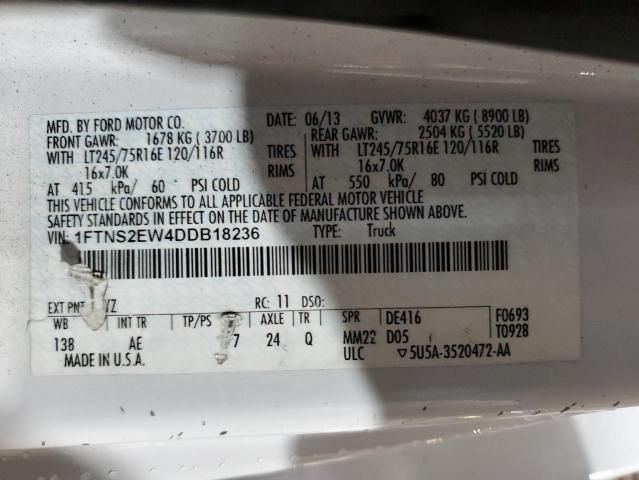 MFD. BY FORD MOTOR CO.
DATE: 06/13 GVWR: 4037 KG ( 8900 LB)
FRONT GAWR: 1678 KG ( 3700 LB)
REAR GAWR: 2504 KG ( 5520 LB)
WITH LT245/75R16E 120/116R TIRES
WITH LT245/75R16E 120/116R TIRES
16x7.0K RIMS
16x7.0K RIMS
AT 415 kPa/ 60 PSI COLD
AT 550 kPa/ 80 PSI COLD
THIS VEHICLE CONFORMS TO ALL APPLICABLE FEDERAL MOTOR VEHICLE
SAFETY STANDARDS IN EFFECT ON THE DATE OF MANUFACTURE SHOWN ABOVE.
VIN: 1FTNS2EW4DDB18236 TYPE: Truck
EXT PNT: Z RC: 11 DSO:
WB INT TR TP/PS AXLE TR SPR DE416 F0693
138 AE 7 24 Q MM22 D05 T0928
MADE IN U.S.A. ULC ▽5U5A-3520472-AA